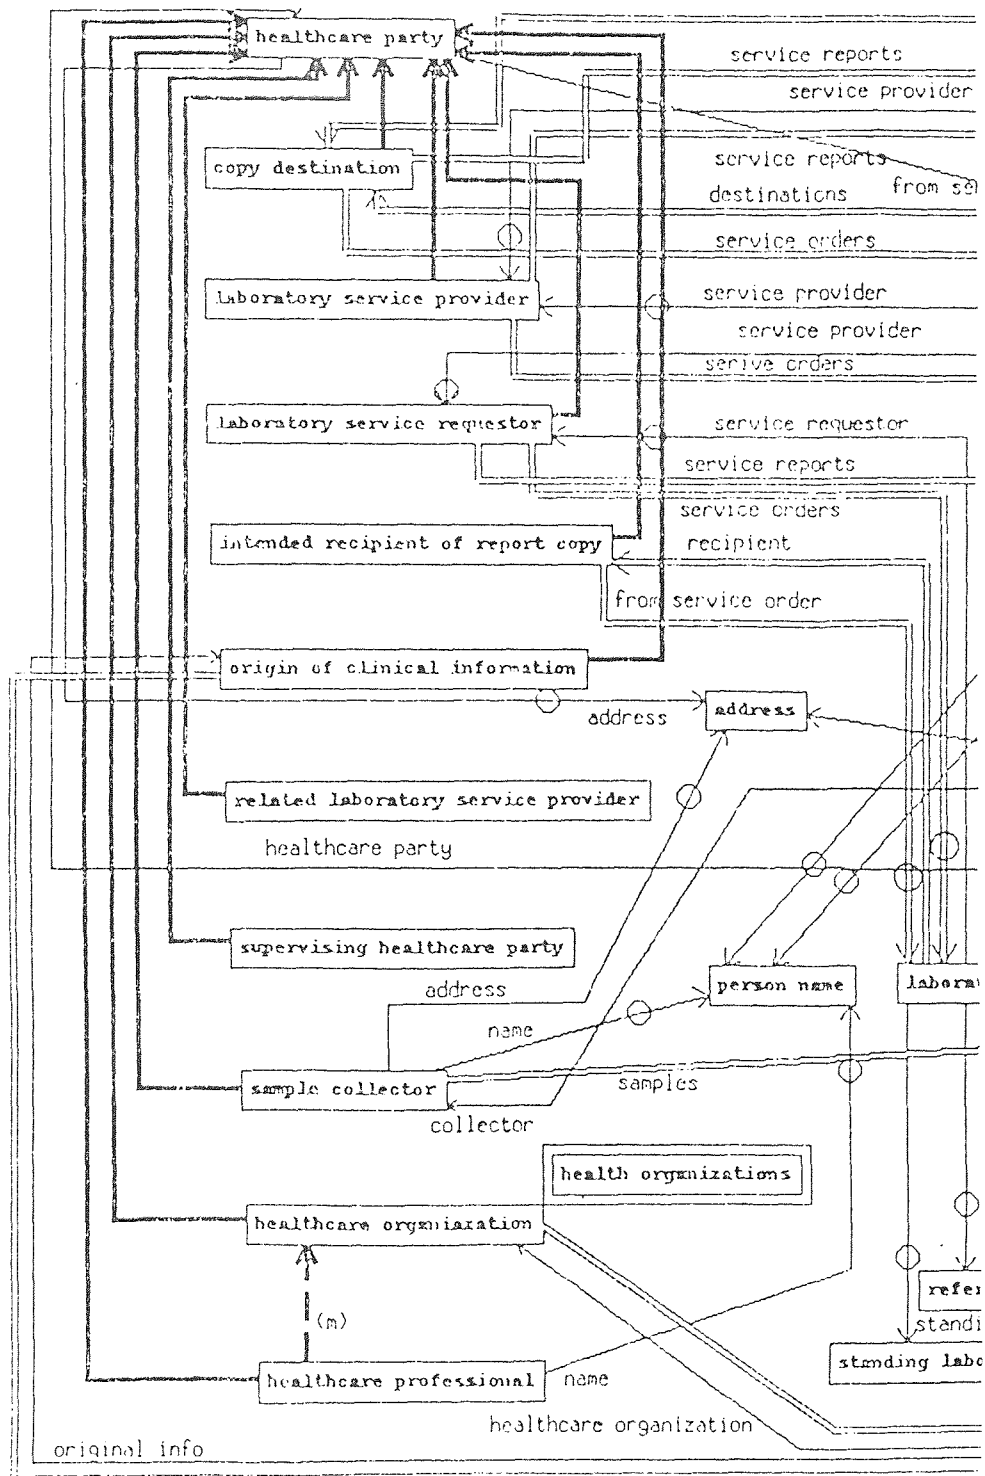 healthcare party
service reports
service provider
service reports
copy destination
from se
destinations
service orders
laboratory service provider
service provider
service provider
serive orders
laboratory service requestor
service requestor
service reports
service orders
intended recipient of report copy
recipient
from service order
origin of clinical information
address
address
related laboratory service provider
healthcare party
supervising healthcare party
person name
labora
address
name
sample collector
samples
collector
health organizations
healthcare orgniaxation
refer
(m)
standi
standing labo
healthcare professional
name
healthcare organization
original info